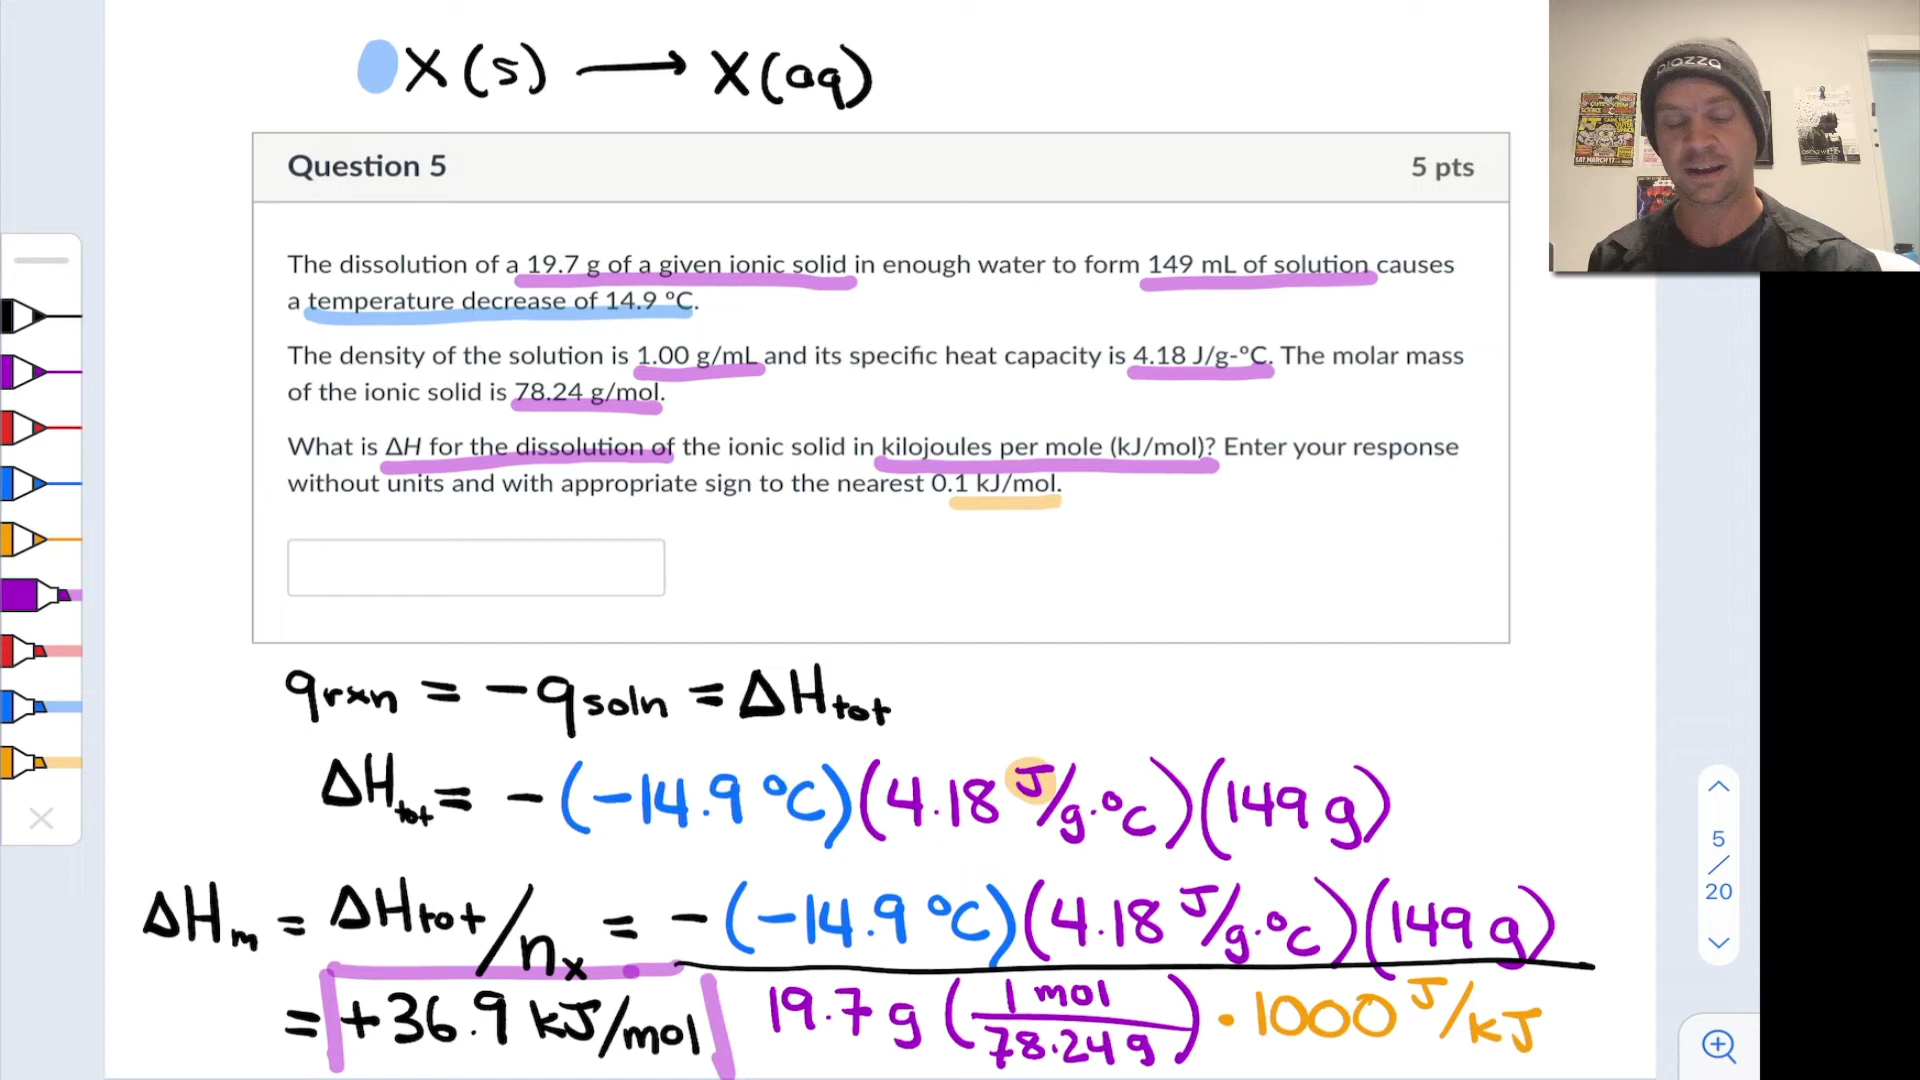 X(s) → X(aq)
Question 5
5 pts
The dissolution of a 19.7 g of a given ionic solid in enough water to form 149 mL of solution causes
a temperature decrease of 14.9 ºC.
The density of the solution is 1.00 g/mL and its specific heat capacity is 4.18 J/g-ºC. The molar mass
of the ionic solid is 78.24 g/mol.
What is ΔH for the dissolution of the ionic solid in kilojoules per mole (kJ/mol)? Enter your response
without units and with appropriate sign to the nearest 0.1 kJ/mol.
qrxn = -qsoln = ΔHtot
ΔHtot = -(-14.9 °C)(4.18 J/g·°C)(149 g)
ΔHm = ΔHtot/nx = -(-14.9 °C)(4.18 J/g·°C)(149 g)
= +36.9 kJ/mol
19.7 g (1 mol / 78.24 g) · 1000 J/kJ
5
/
20
piazza
SAT. MARCH 17